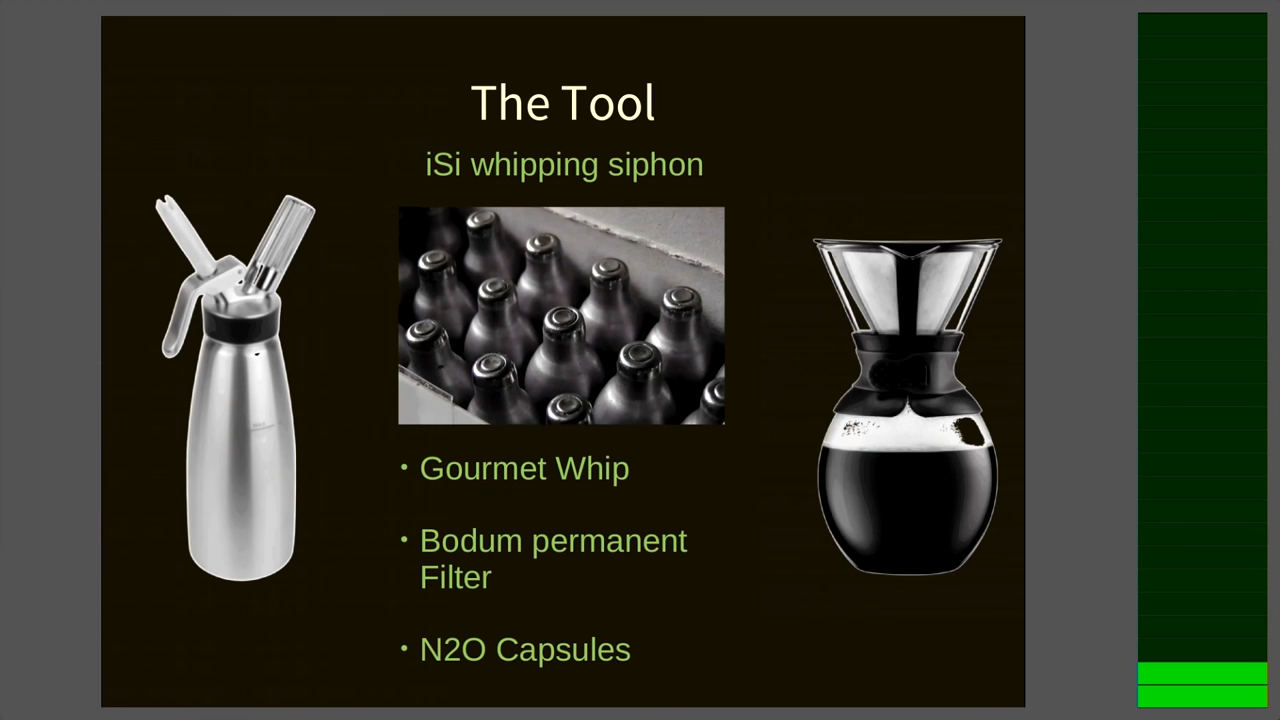 The Tool
iSi whipping siphon
• Gourmet Whip
• Bodum permanent
Filter
• N2O Capsules